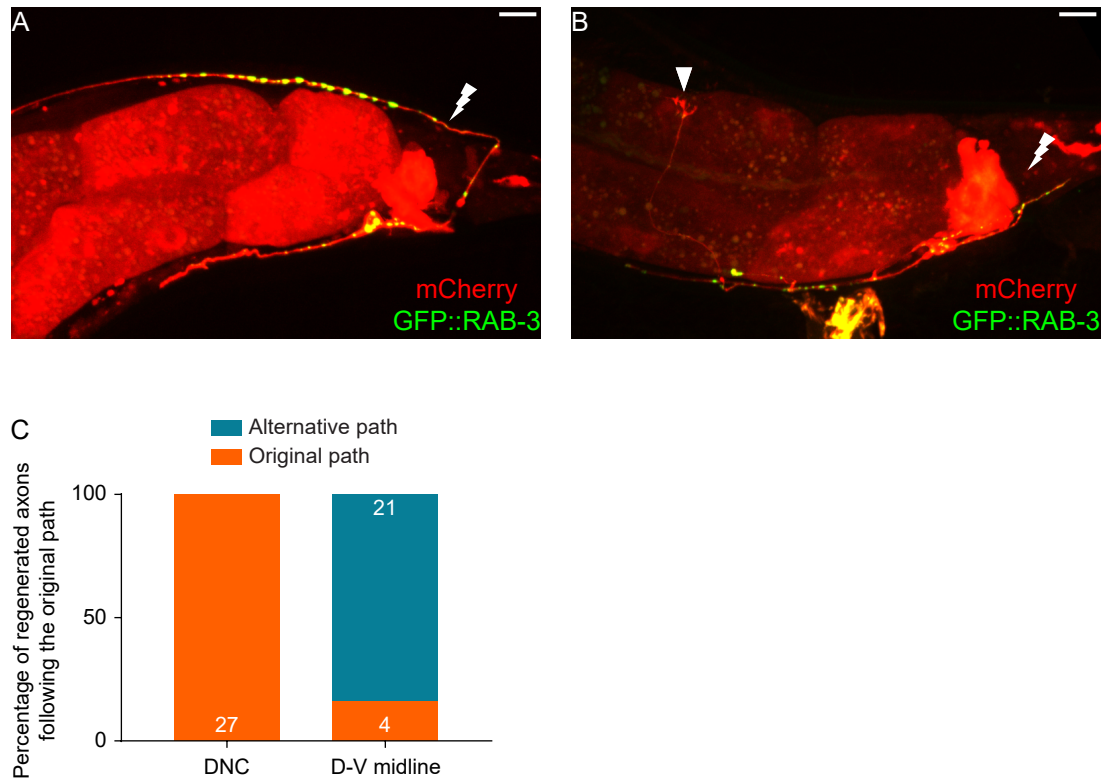 A
mCherry
GFP::RAB-3
B
mCherry
GFP::RAB-3
C
Alternative path
Original path
Percentage of regenerated axons
following the original path
100
50
0
27
21
4
DNC
D-V midline